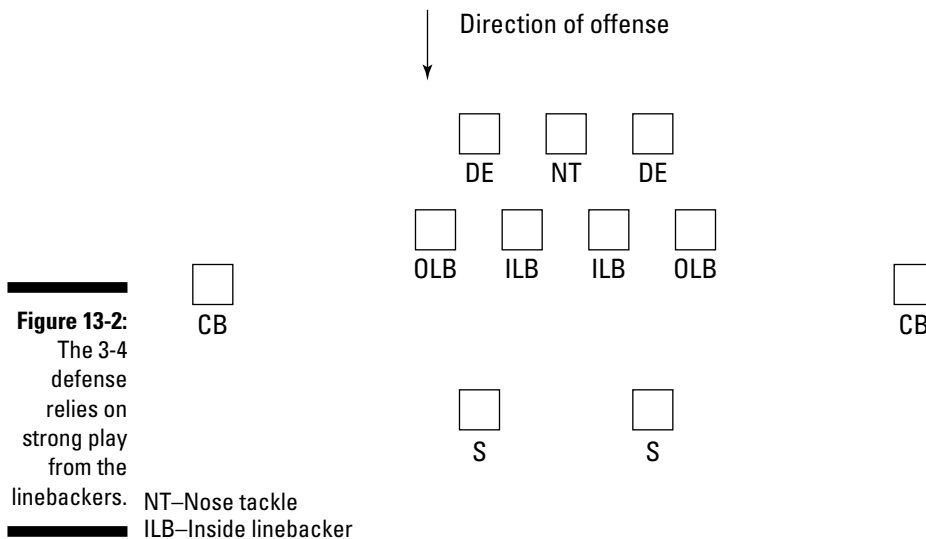 Direction of offense
DE NT DE
OLB ILB ILB OLB
CB CB
S S
Figure 13-2:
The 3-4
defense
relies on
strong play
from the
linebackers.
NT–Nose tackle
ILB–Inside linebacker